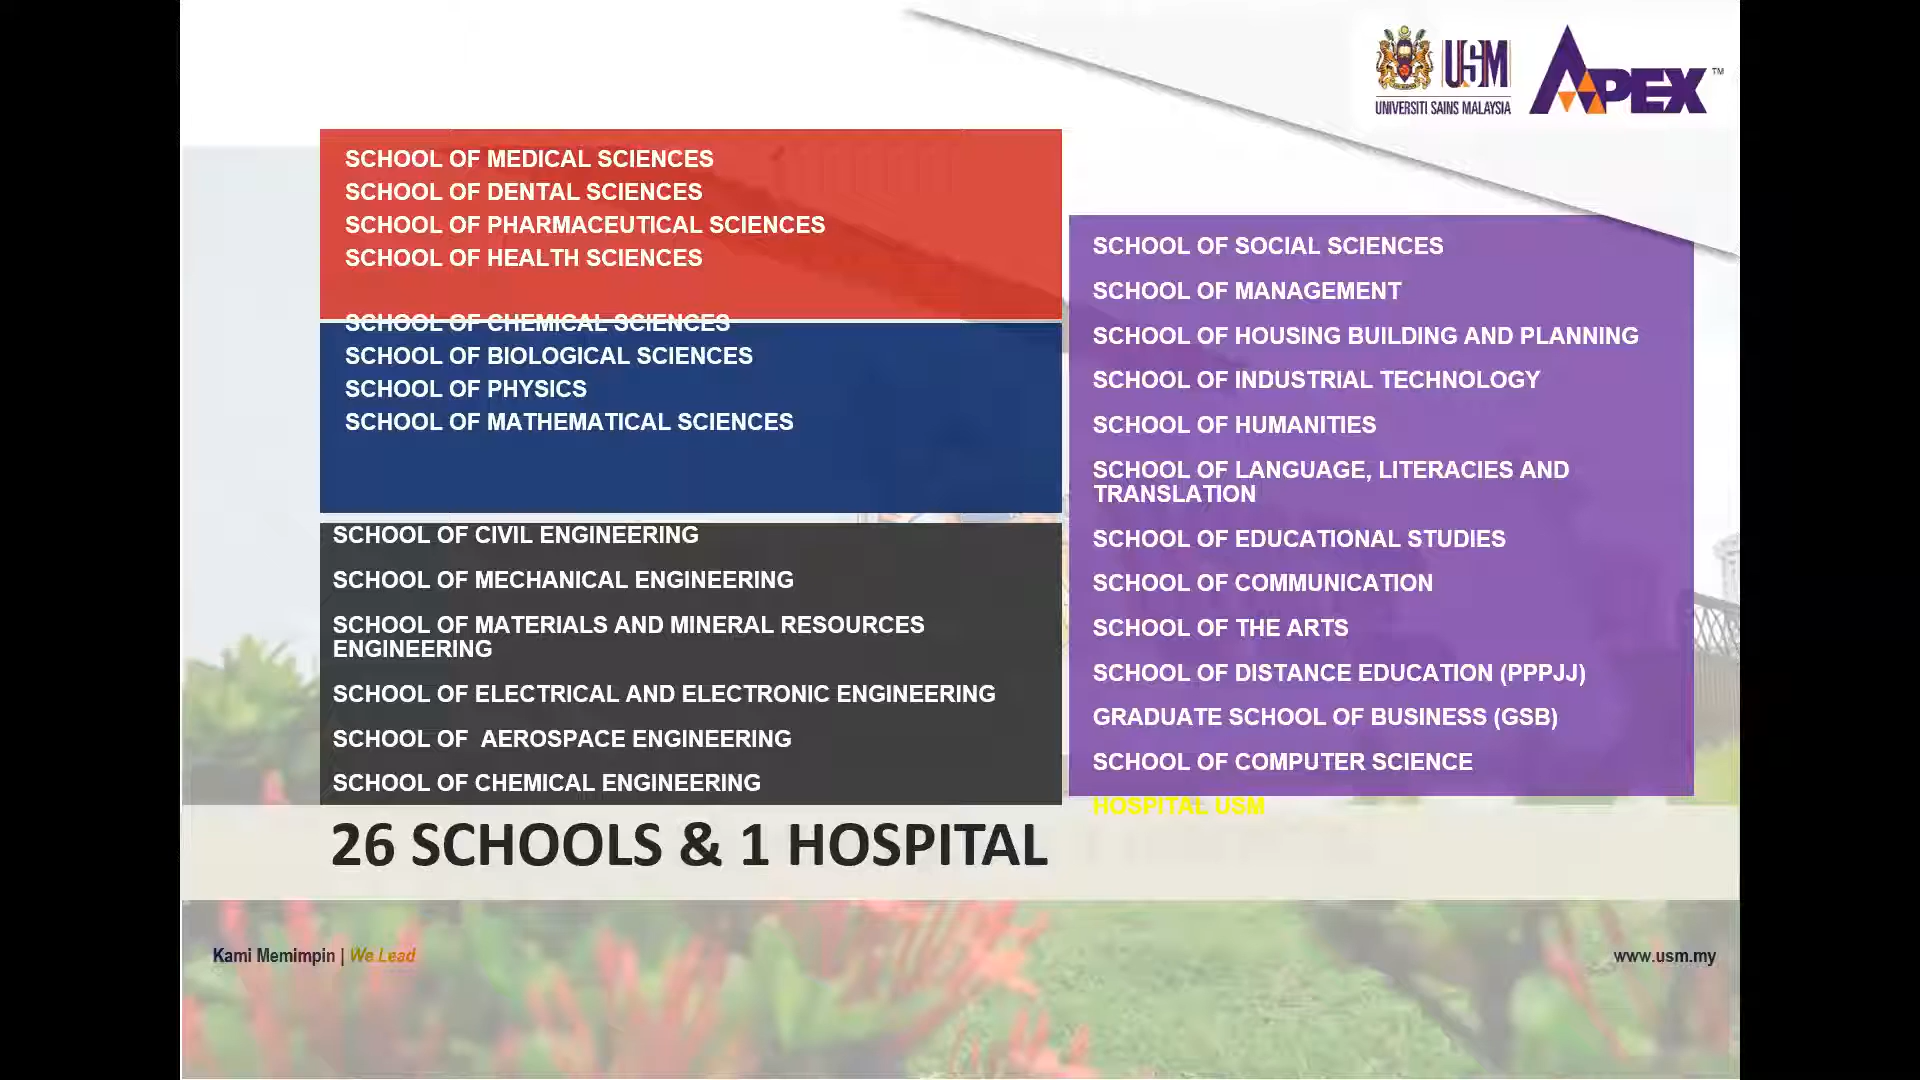 USM
UNIVERSITI SAINS MALAYSIA
APEX™
SCHOOL OF MEDICAL SCIENCES
SCHOOL OF DENTAL SCIENCES
SCHOOL OF PHARMACEUTICAL SCIENCES
SCHOOL OF HEALTH SCIENCES
SCHOOL OF CHEMICAL SCIENCES
SCHOOL OF BIOLOGICAL SCIENCES
SCHOOL OF PHYSICS
SCHOOL OF MATHEMATICAL SCIENCES
SCHOOL OF CIVIL ENGINEERING
SCHOOL OF MECHANICAL ENGINEERING
SCHOOL OF MATERIALS AND MINERAL RESOURCES
ENGINEERING
SCHOOL OF ELECTRICAL AND ELECTRONIC ENGINEERING
SCHOOL OF AEROSPACE ENGINEERING
SCHOOL OF CHEMICAL ENGINEERING
SCHOOL OF SOCIAL SCIENCES
SCHOOL OF MANAGEMENT
SCHOOL OF HOUSING BUILDING AND PLANNING
SCHOOL OF INDUSTRIAL TECHNOLOGY
SCHOOL OF HUMANITIES
SCHOOL OF LANGUAGE, LITERACIES AND
TRANSLATION
SCHOOL OF EDUCATIONAL STUDIES
SCHOOL OF COMMUNICATION
SCHOOL OF THE ARTS
SCHOOL OF DISTANCE EDUCATION (PPPJJ)
GRADUATE SCHOOL OF BUSINESS (GSB)
SCHOOL OF COMPUTER SCIENCE
HOSPITAL USM
26 SCHOOLS & 1 HOSPITAL
Kami Memimpin | We Lead
www.usm.my